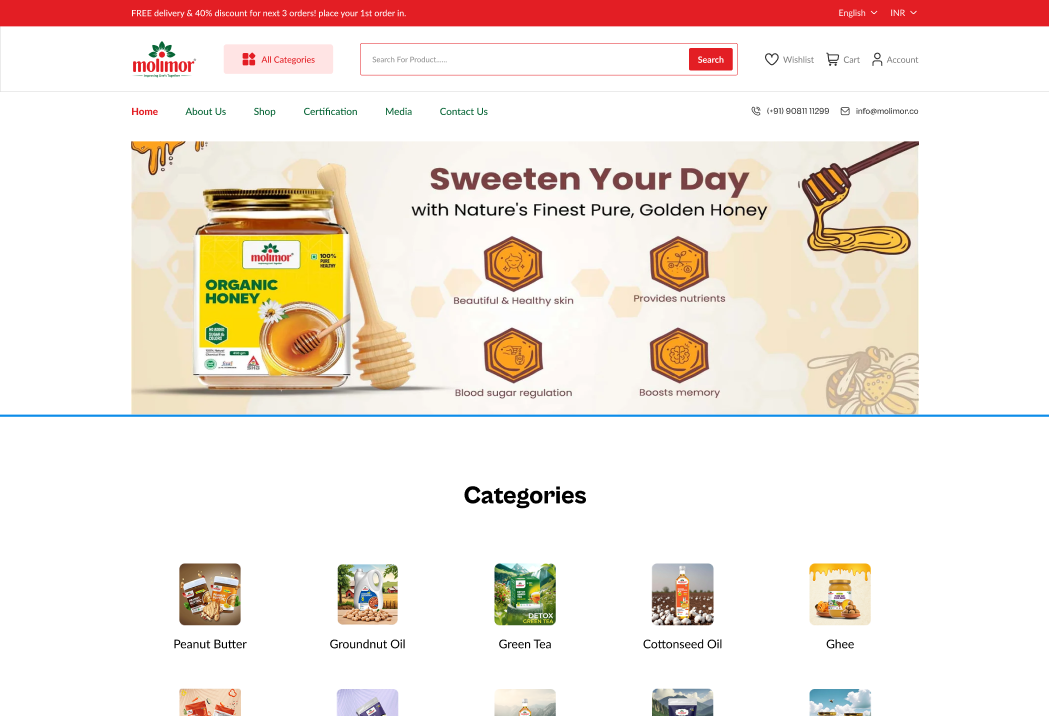 FREE delivery & 40% discount for next 3 orders! place your 1st order in.
English
INR
molimor
All Categories
Search For Product......
Search
Wishlist
Cart
Account
Home
About Us
Shop
Certification
Media
Contact Us
(+91) 90811 11299
info@molimor.co
Sweeten Your Day
with Nature's Finest Pure, Golden Honey
molimor
100%
PURE
HEALTHY
ORGANIC
HONEY
Beautiful & Healthy skin
Provides nutrients
Blood sugar regulation
Boosts memory
Categories
DETOX
GREEN TEA
Peanut Butter
Groundnut Oil
Green Tea
Cottonseed Oil
Ghee